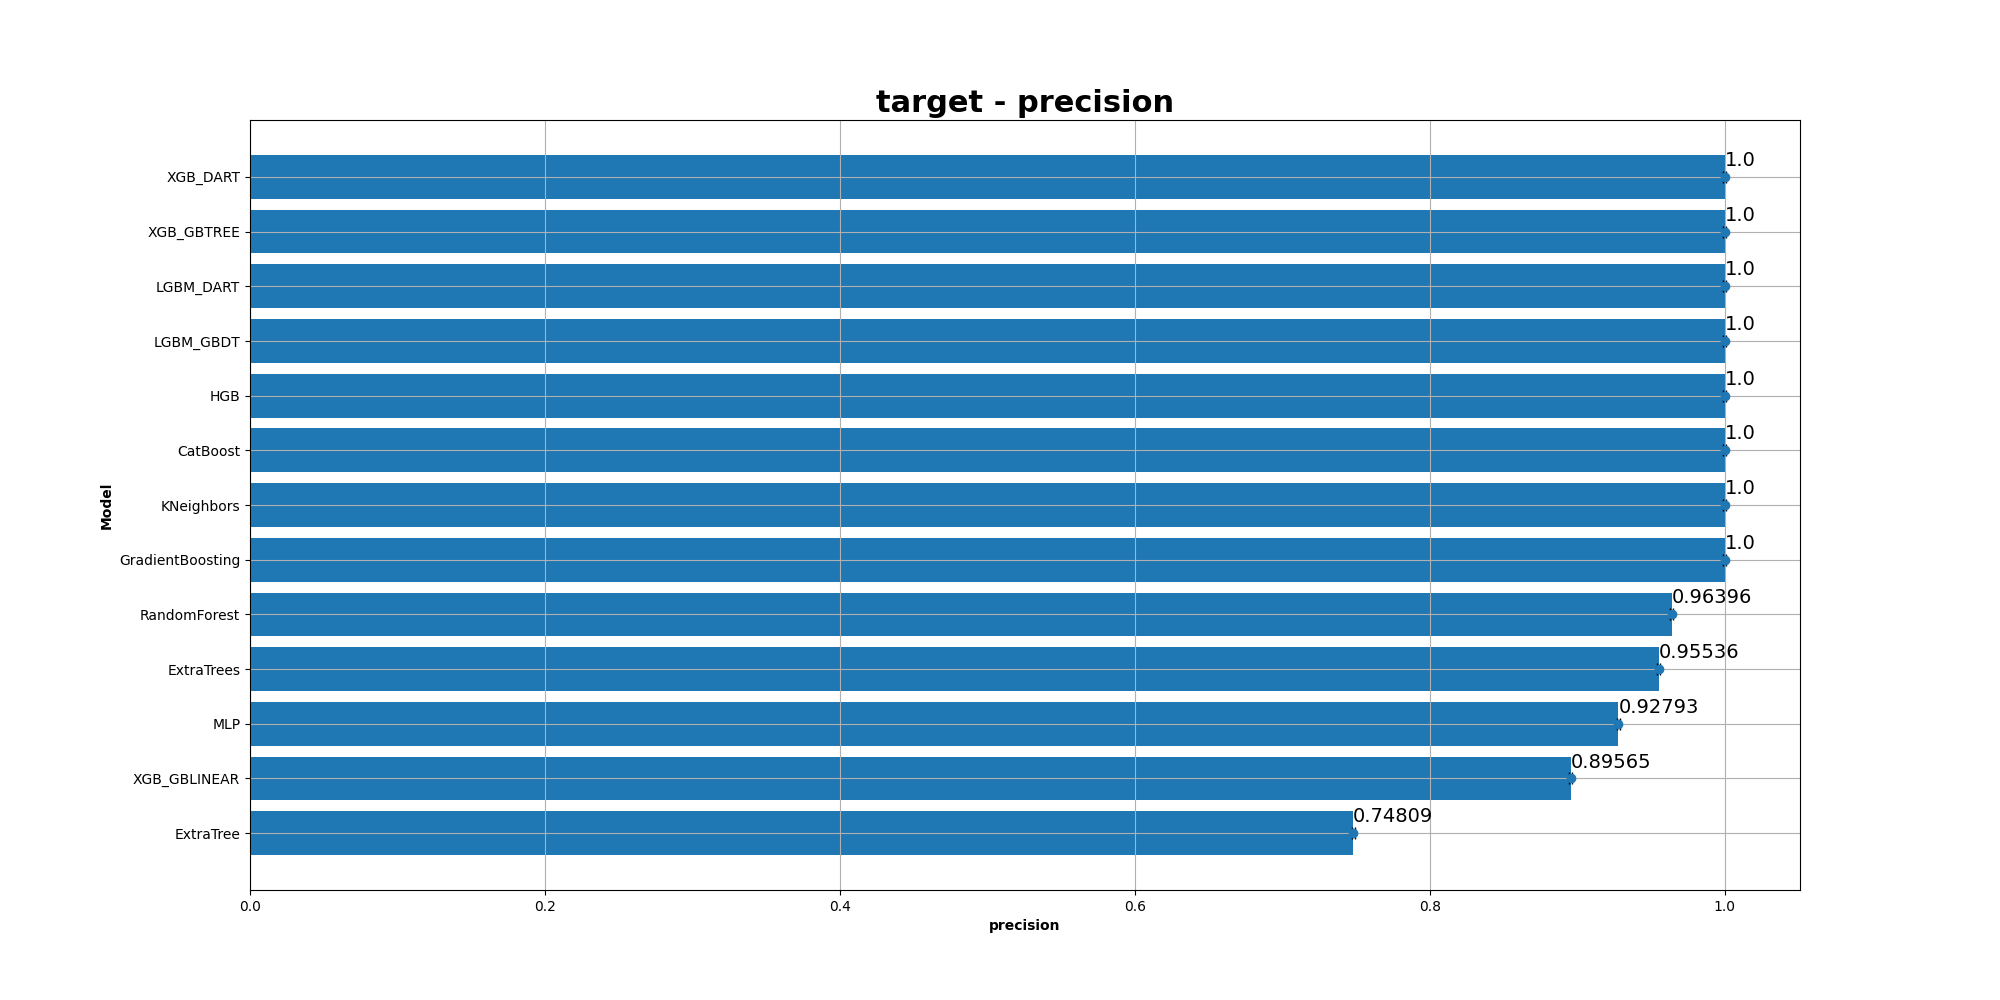 target - precision
XGB_DART 1.0
XGB_GBTREE 1.0
LGBM_DART 1.0
LGBM_GBDT 1.0
HGB 1.0
CatBoost 1.0
KNeighbors 1.0
GradientBoosting 1.0
RandomForest 0.96396
ExtraTrees 0.95536
MLP 0.92793
XGB_GBLINEAR 0.89565
ExtraTree 0.74809
Model
0.0 0.2 0.4 0.6 0.8 1.0
precision